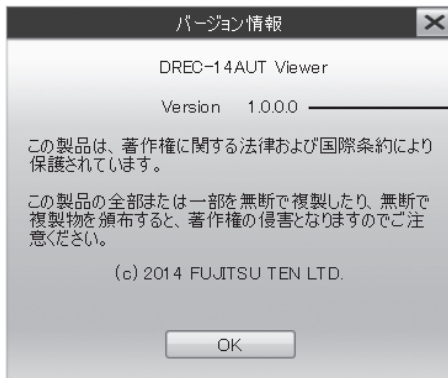 バージョン情報
DREC-14AUT Viewer
Version 1.0.0.0
この製品は、著作権に関する法律および国際条約により
保護されています。
この製品の全部または一部を無断で複製したり、無断で
複製物を頒布すると、著作権の侵害となりますのでご注
意ください。
(c) 2014 FUJITSU TEN LTD.
OK